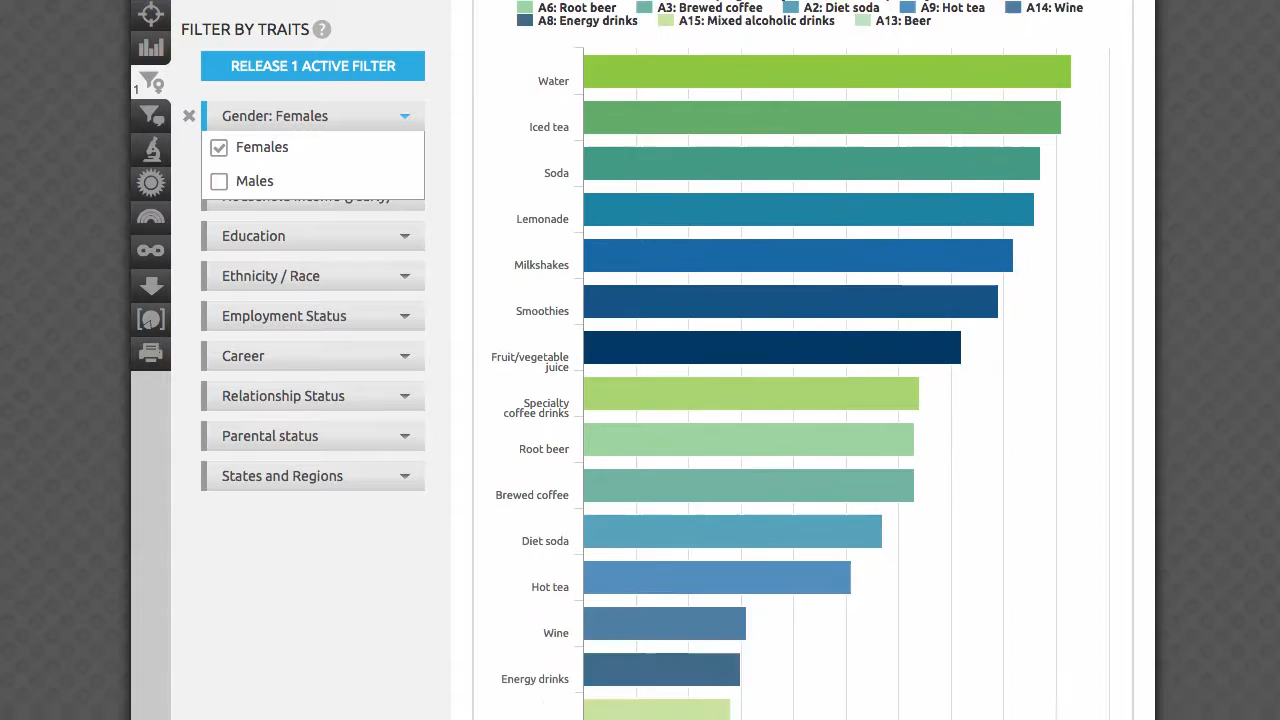 A6: Root beer A3: Brewed coffee A2: Diet soda A9: Hot tea A14: Wine
A8: Energy drinks A15: Mixed alcoholic drinks A13: Beer
FILTER BY TRAITS ?
RELEASE 1 ACTIVE FILTER
1
Gender: Females
Females
Males
Education
Ethnicity / Race
Employment Status
Career
Relationship Status
Parental status
States and Regions
Water
Iced tea
Soda
Lemonade
Milkshakes
Smoothies
Fruit/vegetable
juice
Specialty
coffee drinks
Root beer
Brewed coffee
Diet soda
Hot tea
Wine
Energy drinks